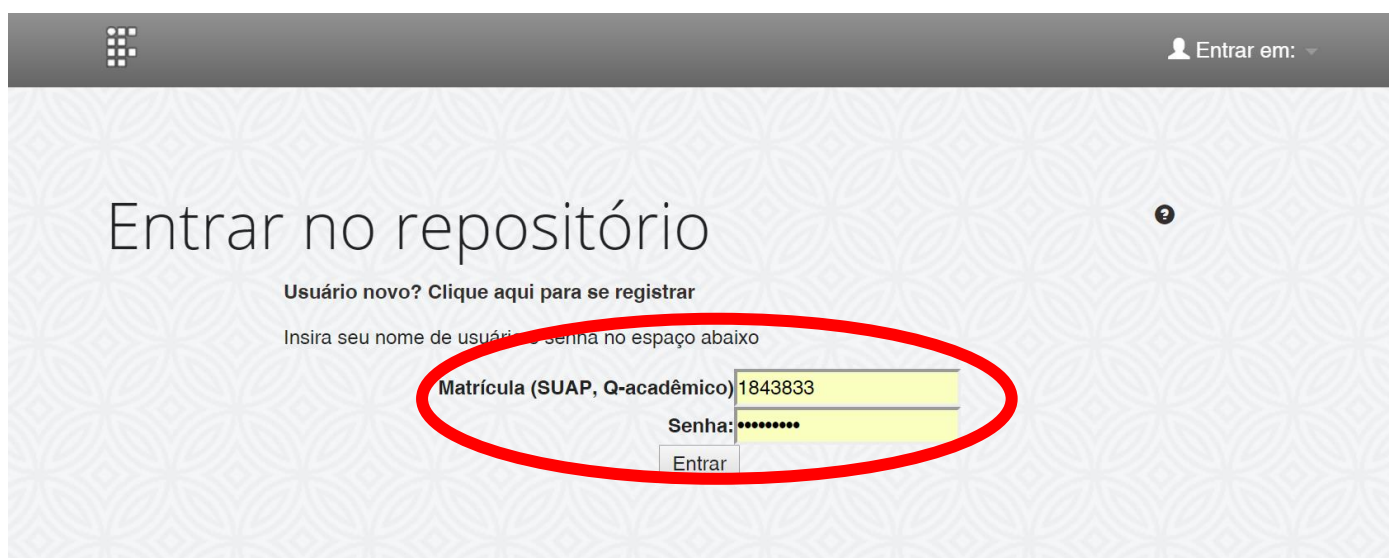 Entrar em:
Entrar no repositório
Usuário novo? Clique aqui para se registrar
Insira seu nome de usuário e senha no espaço abaixo
Matrícula (SUAP, Q-acadêmico) 1843833
Senha: •••••••••
Entrar